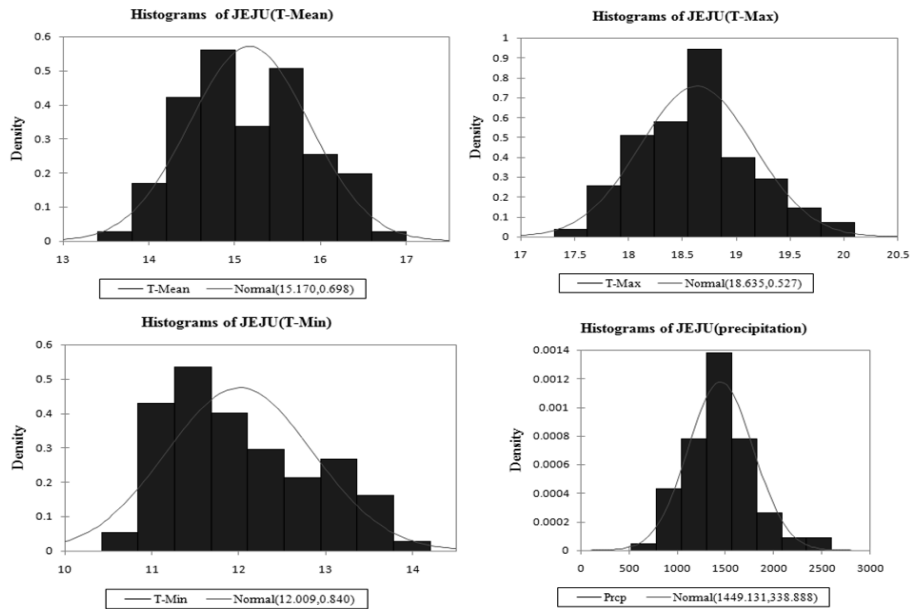 Histograms of JEJU(T-Mean)
0.6
0.5
0.4
0.3
0.2
0.1
0
Density
13 14 15 16 17
T-Mean Normal(15.170,0.698)
Histograms of JEJU(T-Max)
1
0.9
0.8
0.7
0.6
0.5
0.4
0.3
0.2
0.1
0
Density
17 17.5 18 18.5 19 19.5 20 20.5
T-Max Normal(18.635,0.527)
Histograms of JEJU(T-Min)
0.6
0.5
0.4
0.3
0.2
0.1
0
Density
10 11 12 13 14
T-Min Normal(12.009,0.840)
Histograms of JEJU(precipitation)
0.0014
0.0012
0.001
0.0008
0.0006
0.0004
0.0002
0
Density
0 500 1000 1500 2000 2500 3000
Prcp Normal(1449.131,338.888)